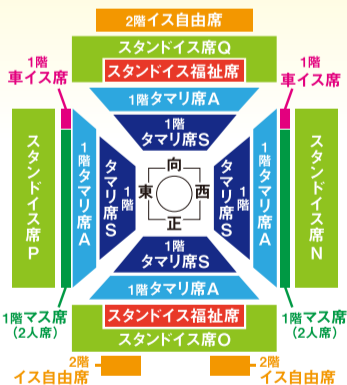 2階イス自由席
スタンドイス席Q
スタンドイス福祉席
1階
車イス席
1階
車イス席
1階タマリ席A
1階
タマリ席S
スタンドイス席P
1階タマリ席A
1階
タマリ席S
向
東
西
正
1階
タマリ席S
1階タマリ席A
スタンドイス席N
1階
タマリ席S
1階タマリ席A
1階マス席
(2人席)
1階マス席
(2人席)
スタンドイス福祉席
スタンドイス席O
2階
イス自由席
2階
イス自由席